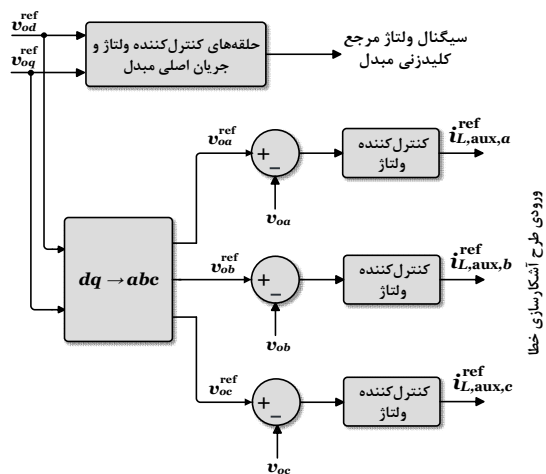 v_od^ref
v_oq^ref
حلقه‌های کنترل‌کننده ولتاژ و
جریان اصلی مبدل
سیگنال ولتاژ مرجع
کلیدزنی مبدل
v_oa^ref
+
−
v_oa
کنترل‌کننده
ولتاژ
i_L,aux,a^ref
dq → abc
v_ob^ref
+
−
v_ob
کنترل‌کننده
ولتاژ
i_L,aux,b^ref
v_oc^ref
+
−
v_oc
کنترل‌کننده
ولتاژ
i_L,aux,c^ref
ورودی طرح آشکارسازی خطا